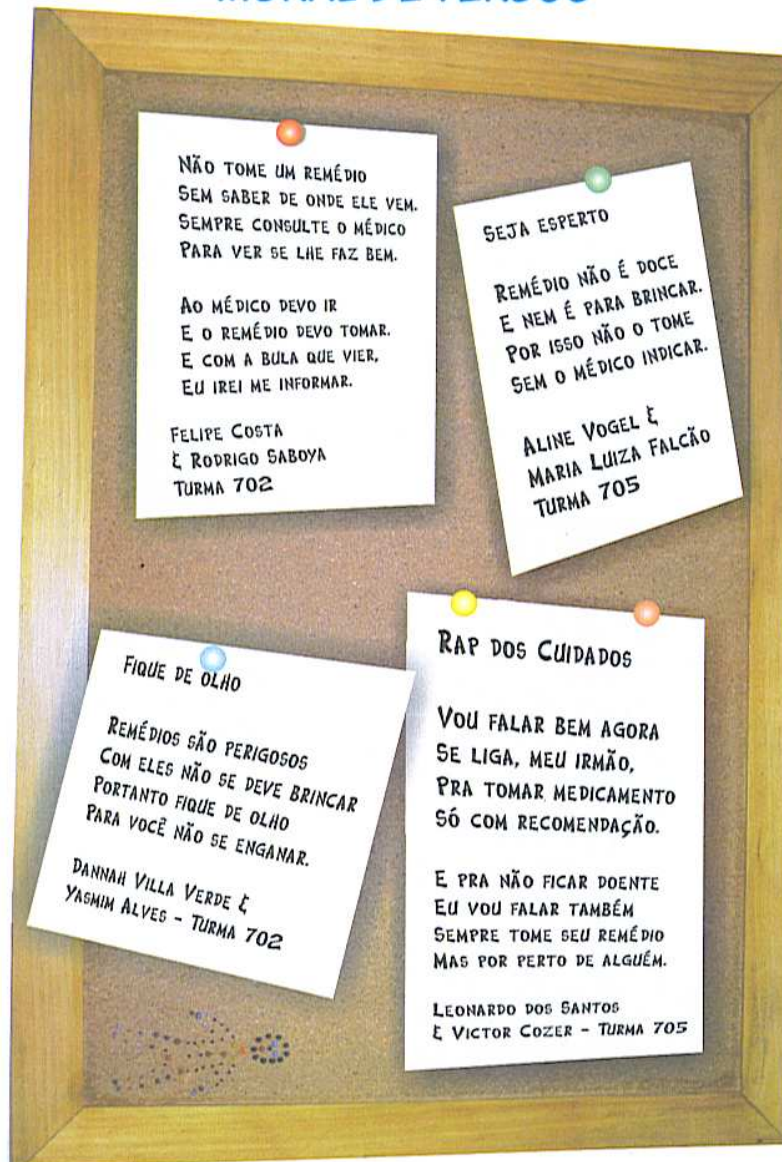 NÃO TOME UM REMÉDIO
SEM SABER DE ONDE ELE VEM.
SEMPRE CONSULTE O MÉDICO
PARA VER SE LHE FAZ BEM.
AO MÉDICO DEVO IR
E O REMÉDIO DEVO TOMAR.
E COM A BULA QUE VIER,
EU IREI ME INFORMAR.
FELIPE COSTA
& RODRIGO SABOYA
TURMA 702
SEJA ESPERTO
REMÉDIO NÃO É DOCE
E NEM É PARA BRINCAR.
POR ISSO NÃO O TOME
SEM O MÉDICO INDICAR.
ALINE VOGEL &
MARIA LUIZA FALCÃO
TURMA 705
FIQUE DE OLHO
REMÉDIOS SÃO PERIGOSOS
COM ELES NÃO SE DEVE BRINCAR
PORTANTO FIQUE DE OLHO
PARA VOCÊ NÃO SE ENGANAR.
DANNAH VILLA VERDE &
YASMIM ALVES – TURMA 702
RAP DOS CUIDADOS
VOU FALAR BEM AGORA
SE LIGA, MEU IRMÃO,
PRA TOMAR MEDICAMENTO
SÓ COM RECOMENDAÇÃO.
E PRA NÃO FICAR DOENTE
EU VOU FALAR TAMBÉM
SEMPRE TOME SEU REMÉDIO
MAS POR PERTO DE ALGUÉM.
LEONARDO DOS SANTOS
& VICTOR COZER – TURMA 705